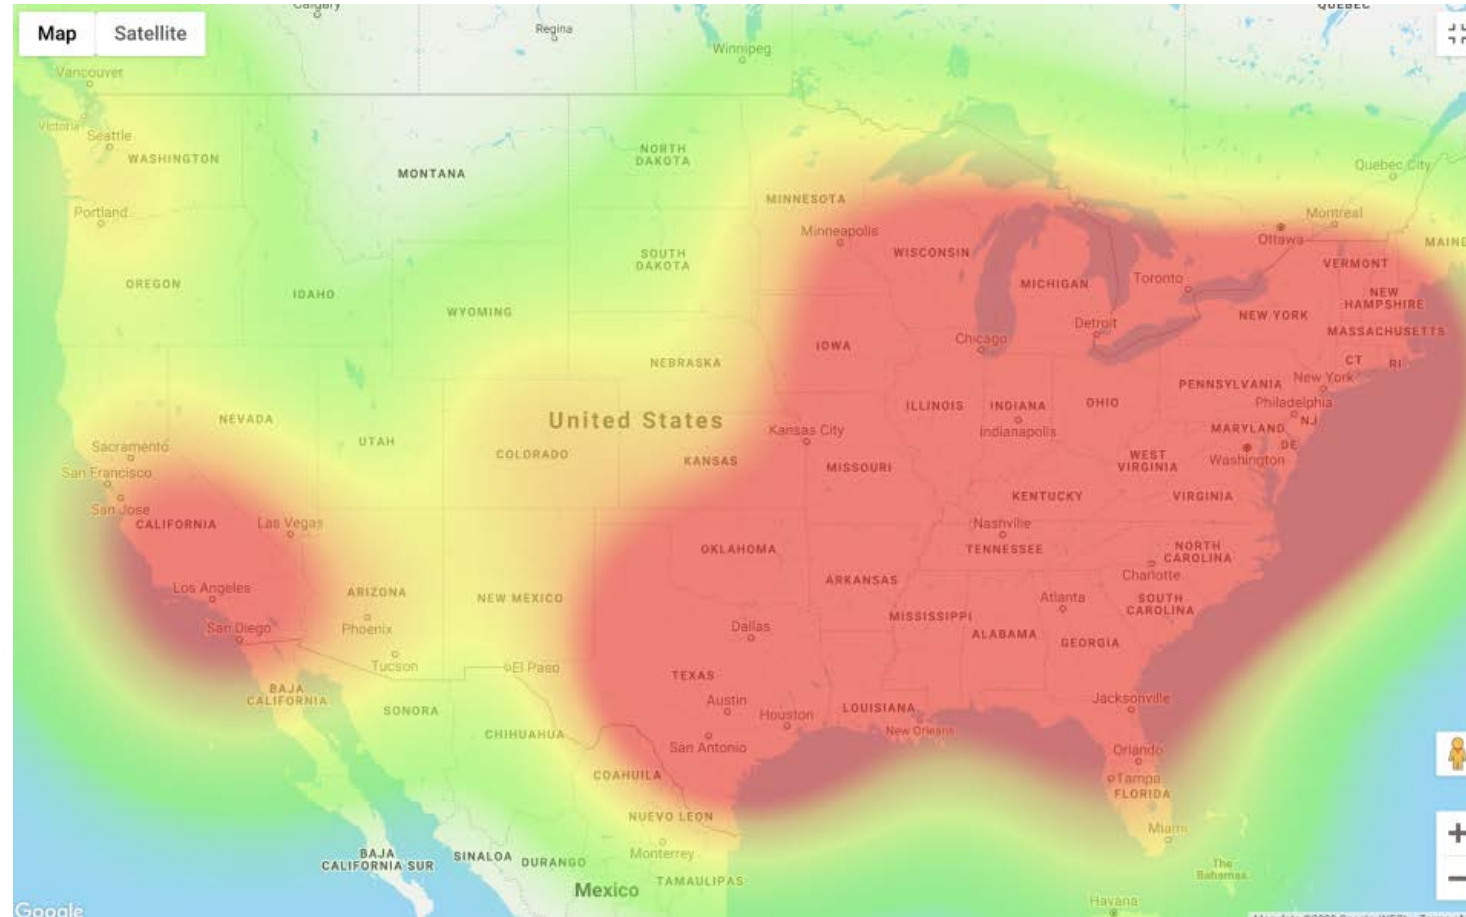 Map
Satellite
Calgary
Regina
Winnipeg
QUEBEC
Vancouver
Victoria
Seattle
WASHINGTON
MONTANA
NORTH
DAKOTA
Quebec City
Portland
MINNESOTA
Montreal
Minneapolis
Ottawa
MAINE
WISCONSIN
SOUTH
DAKOTA
VERMONT
OREGON
IDAHO
MICHIGAN
Toronto
NEW
HAMPSHIRE
WYOMING
NEW YORK
Detroit
MASSACHUSETTS
Chicago
IOWA
NEBRASKA
CT
RI
PENNSYLVANIA
New York
ILLINOIS
INDIANA
OHIO
Philadelphia
NEVADA
United States
NJ
Kansas City
Indianapolis
MARYLAND
UTAH
DE
Sacramento
COLORADO
KANSAS
MISSOURI
WEST
VIRGINIA
Washington
San Francisco
KENTUCKY
VIRGINIA
San Jose
CALIFORNIA
Las Vegas
Nashville
TENNESSEE
OKLAHOMA
NORTH
CAROLINA
ARKANSAS
Charlotte
Los Angeles
ARIZONA
NEW MEXICO
Atlanta
SOUTH
CAROLINA
San Diego
Phoenix
Dallas
MISSISSIPPI
ALABAMA
GEORGIA
Tucson
El Paso
TEXAS
BAJA
CALIFORNIA
SONORA
Austin
Houston
LOUISIANA
Jacksonville
CHIHUAHUA
San Antonio
New Orleans
Orlando
COAHUILA
Tampa
FLORIDA
NUEVO LEON
Miami
Monterrey
BAJA
CALIFORNIA SUR
SINALOA
DURANGO
The
Bahamas
Mexico
TAMAULIPAS
Havana
Google